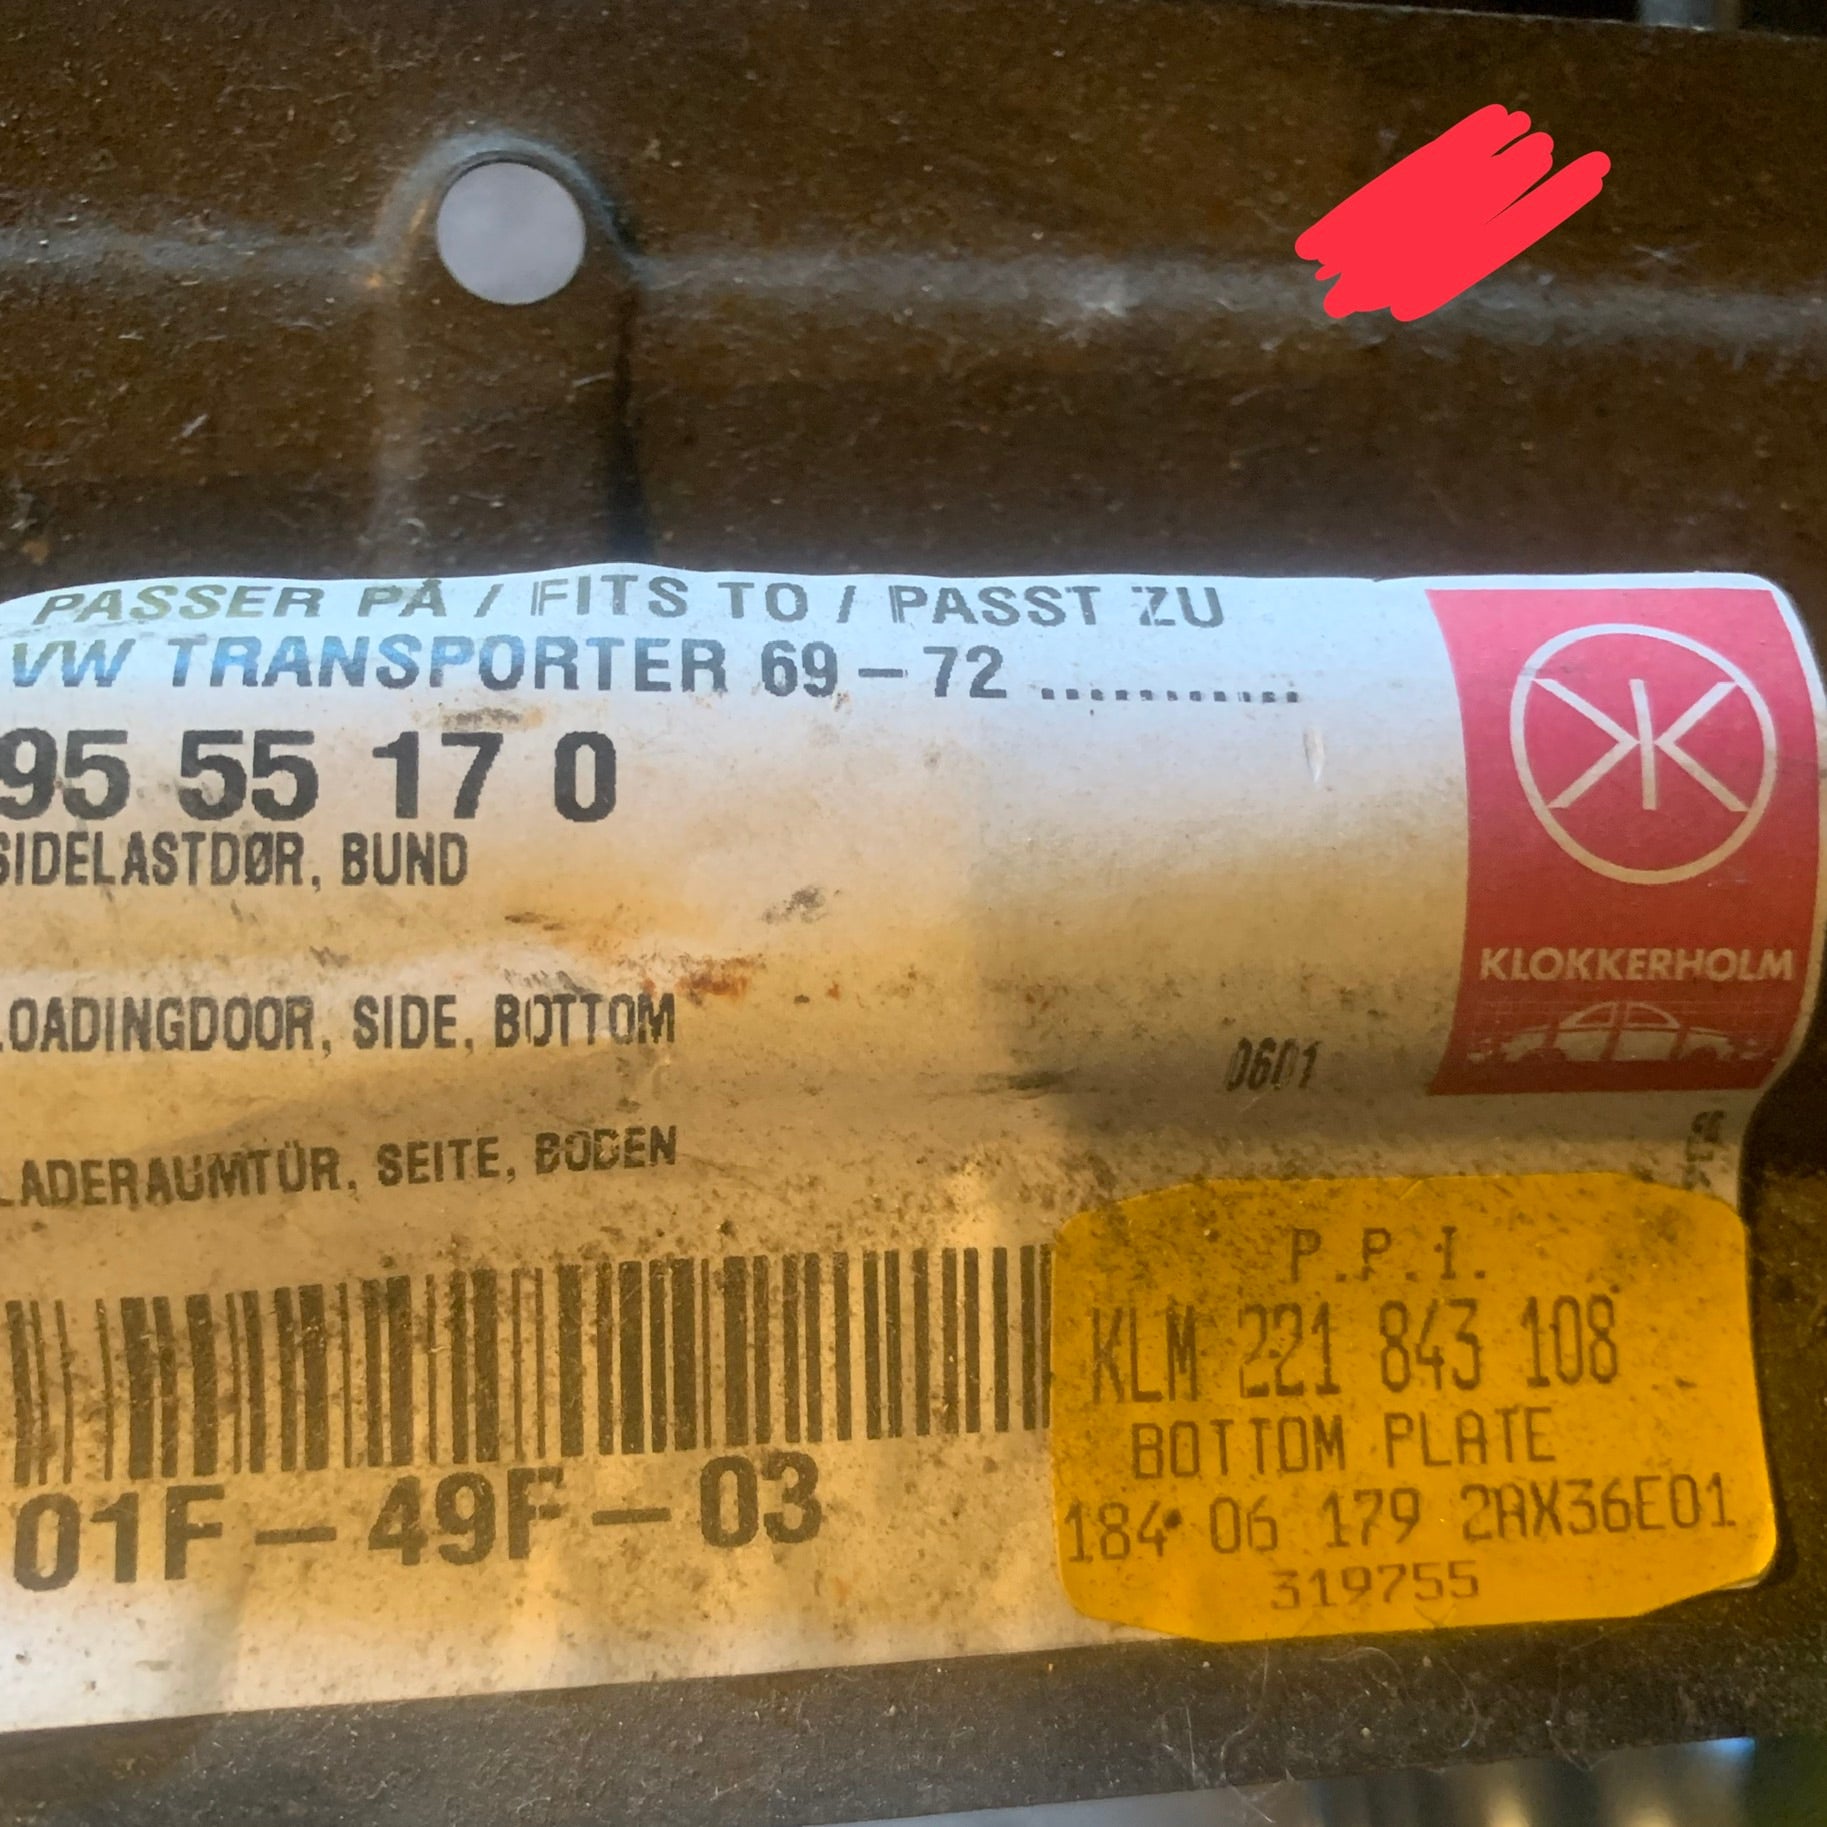 PASSER PÅ / FITS TO / PASST ZU
VW TRANSPORTER 69 – 72 ............
95 55 17 0
SIDELASTDØR, BUND
LOADINGDOOR, SIDE, BOTTOM
LADERAUMTÜR, SEITE, BODEN
01F – 49F – 03
0601
KLOKKERHOLM
P.P.I.
KLM 221 843 108
BOTTOM PLATE
184 06 179 2AX36E01
319755